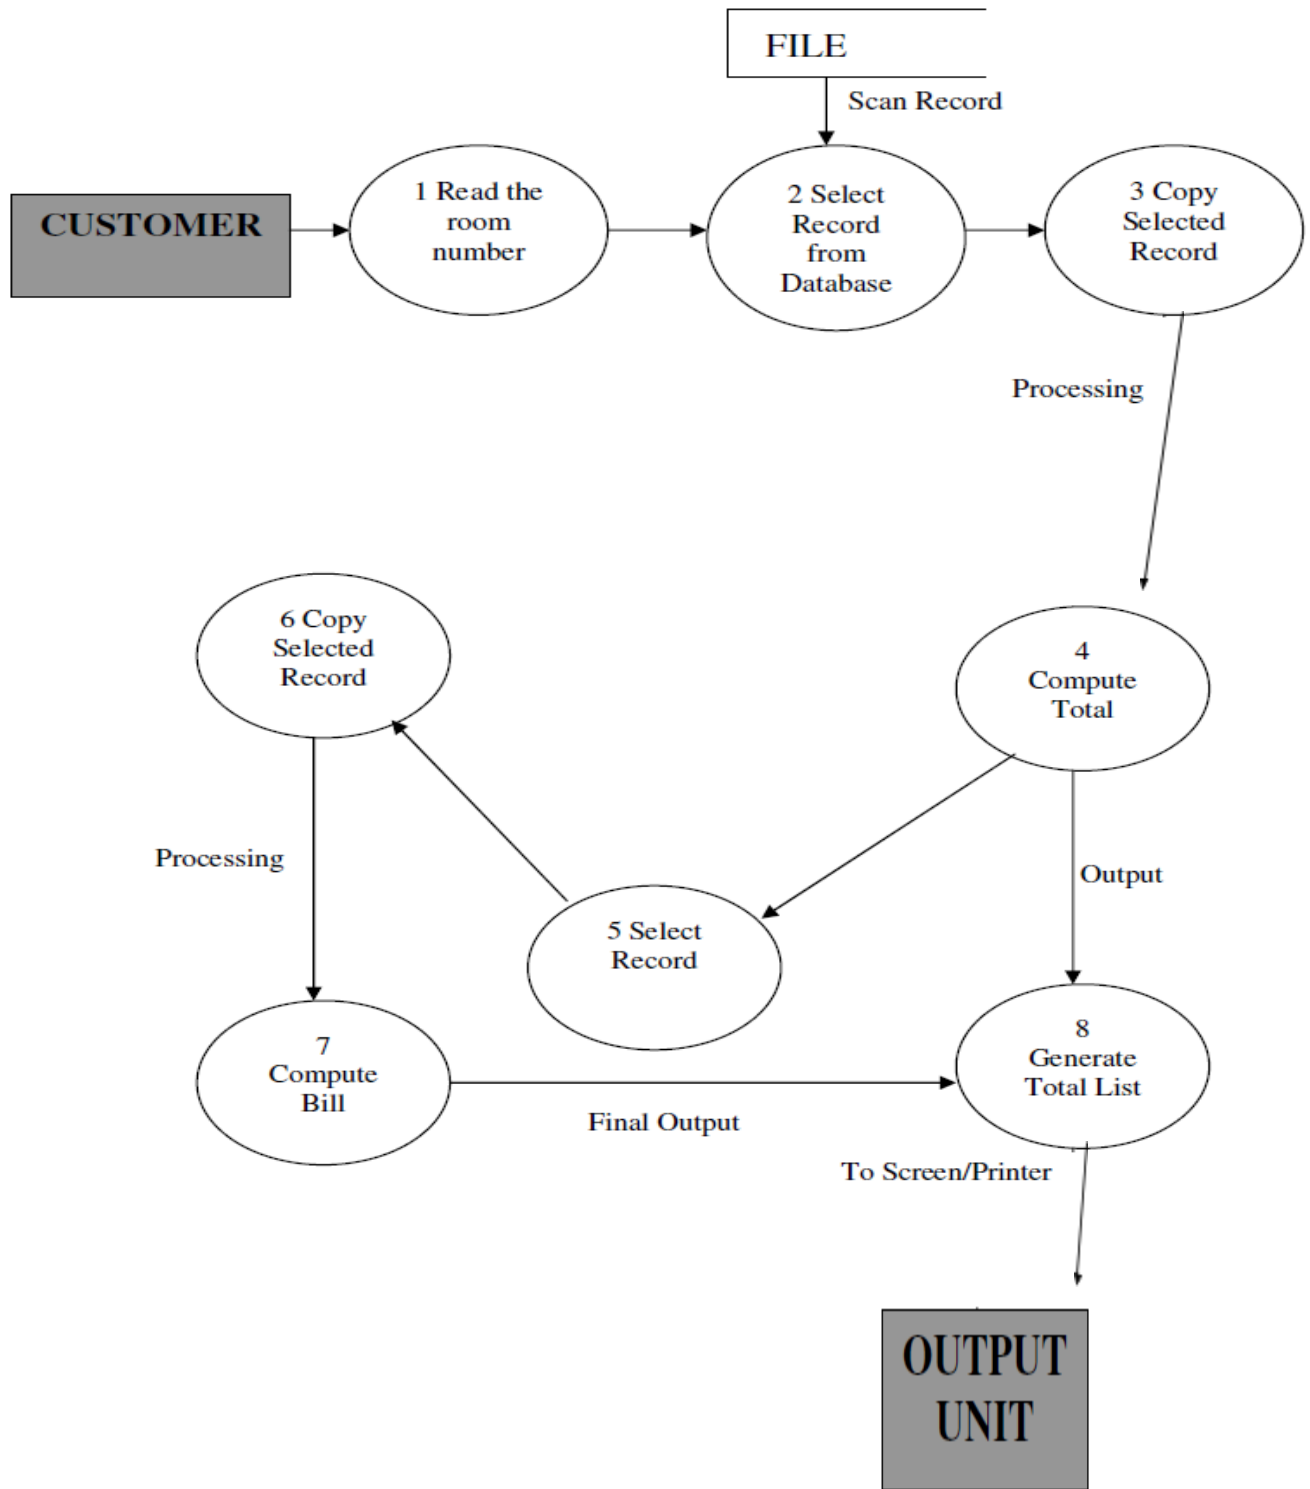 FILE
Scan Record
CUSTOMER
1 Read the
room
number
2 Select
Record
from
Database
3 Copy
Selected
Record
Processing
6 Copy
Selected
Record
4
Compute
Total
Processing
Output
5 Select
Record
7
Compute
Bill
8
Generate
Total List
Final Output
To Screen/Printer
OUTPUT
UNIT